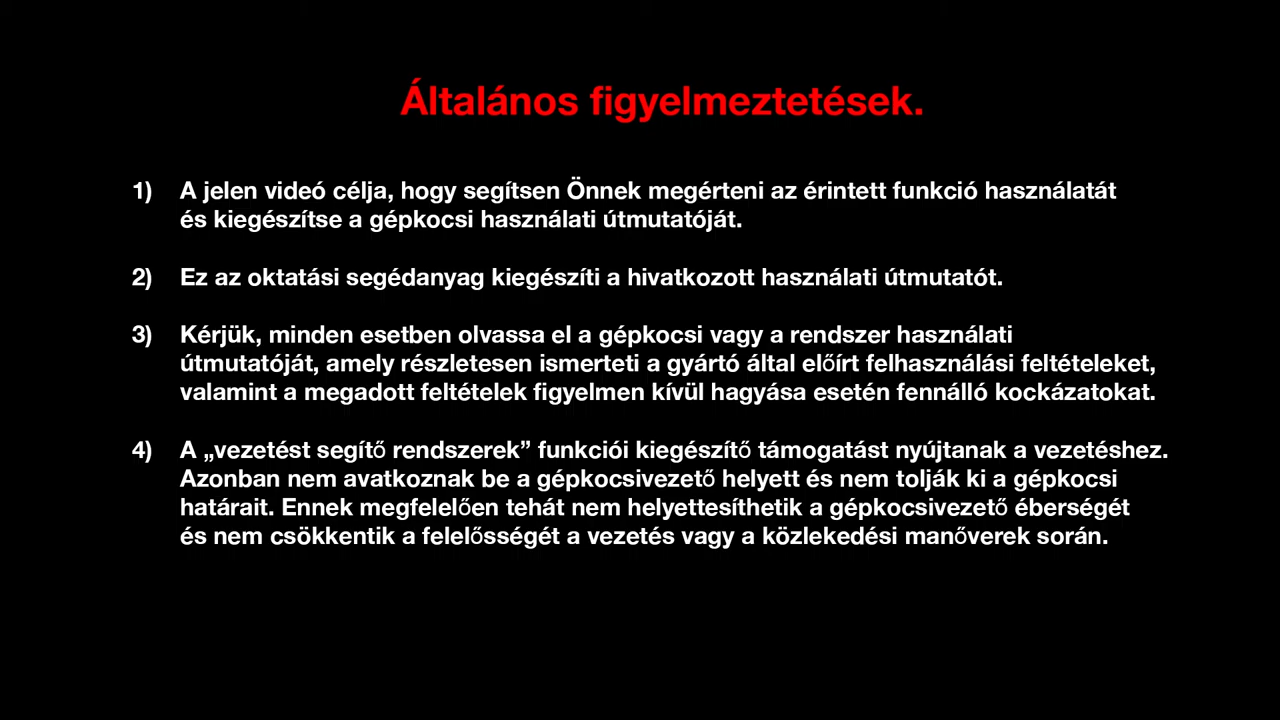 Általános figyelmeztetések.
1) A jelen videó célja, hogy segítsen Önnek megérteni az érintett funkció használatát
és kiegészítse a gépkocsi használati útmutatóját.
2) Ez az oktatási segédanyag kiegészíti a hivatkozott használati útmutatót.
3) Kérjük, minden esetben olvassa el a gépkocsi vagy a rendszer használati
útmutatóját, amely részletesen ismerteti a gyártó által előírt felhasználási feltételeket,
valamint a megadott feltételek figyelmen kívül hagyása esetén fennálló kockázatokat.
4) A „vezetést segítő rendszerek” funkciói kiegészítő támogatást nyújtanak a vezetéshez.
Azonban nem avatkoznak be a gépkocsivezető helyett és nem tolják ki a gépkocsi
határait. Ennek megfelelően tehát nem helyettesíthetik a gépkocsivezető éberségét
és nem csökkentik a felelősségét a vezetés vagy a közlekedési manőverek során.